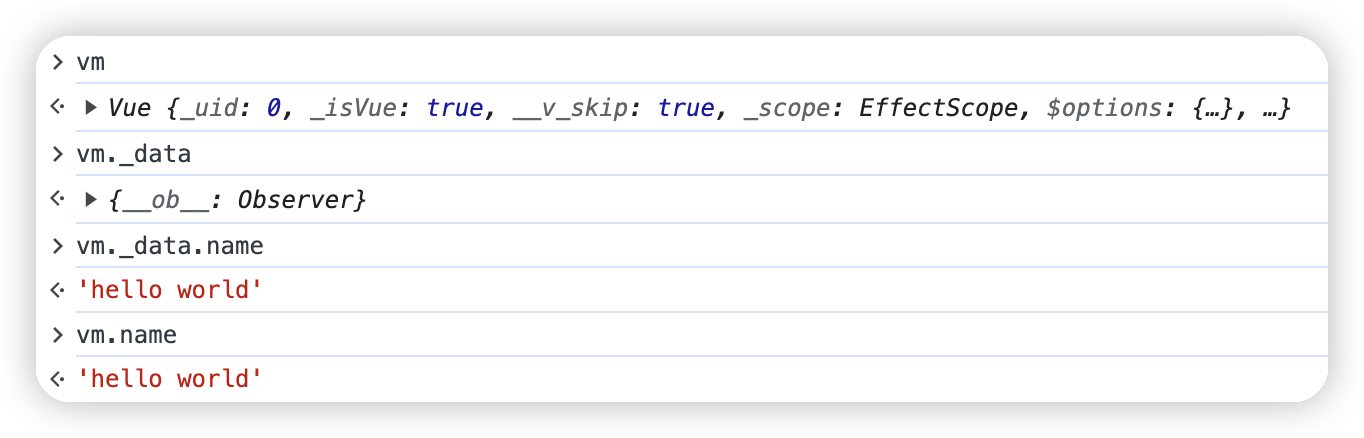 > vm
<· ▶ Vue {_uid: 0, _isVue: true, __v_skip: true, _scope: EffectScope, $options: {…}, …}
> vm._data
<· ▶ {__ob__: Observer}
> vm._data.name
<· 'hello world'
> vm.name
<· 'hello world'